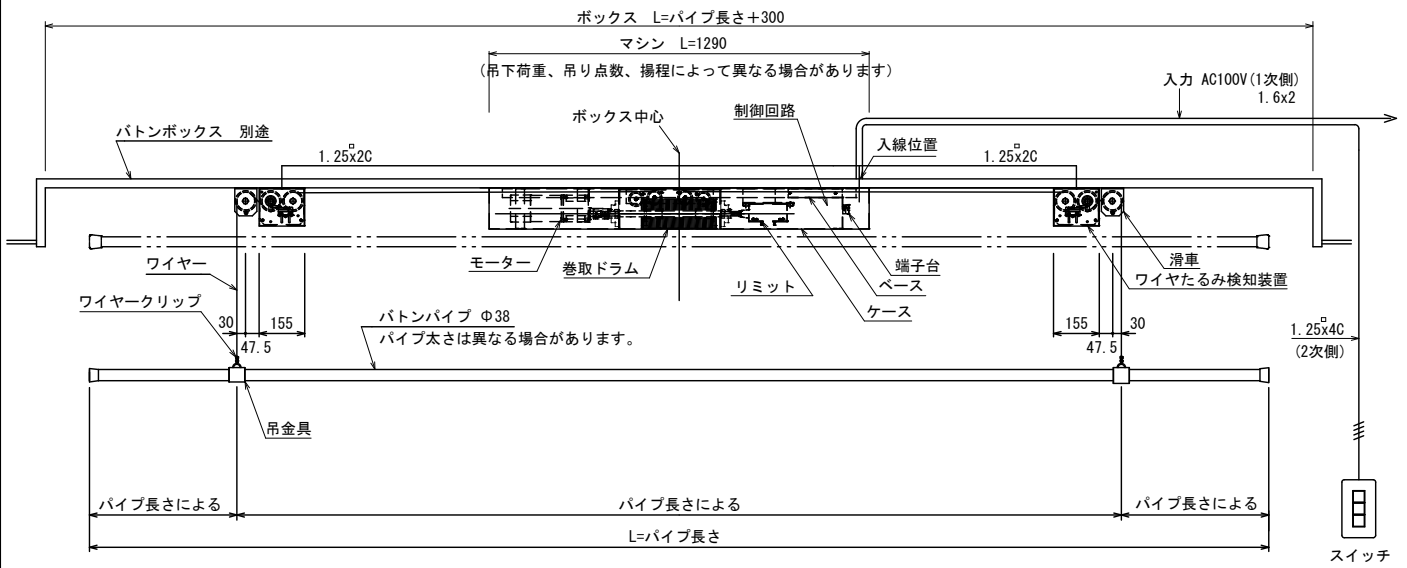 ボックス L=パイプ長さ+300
マシン L=1290
(吊下荷重、吊り点数、揚程によって異なる場合があります)
入力 AC100V(1次側)
1.6x2
ボックス中心
制御回路
バトンボックス 別途
入線位置
1.25□x2C
1.25□x2C
モーター
巻取ドラム
リミット
端子台
ベース
ケース
滑車
ワイヤたるみ検知装置
ワイヤー
ワイヤークリップ
30
155
47.5
バトンパイプ Φ38
パイプ太さは異なる場合があります。
155
30
47.5
1.25□x4C
(2次側)
吊金具
パイプ長さによる
パイプ長さによる
パイプ長さによる
L=パイプ長さ
スイッチ